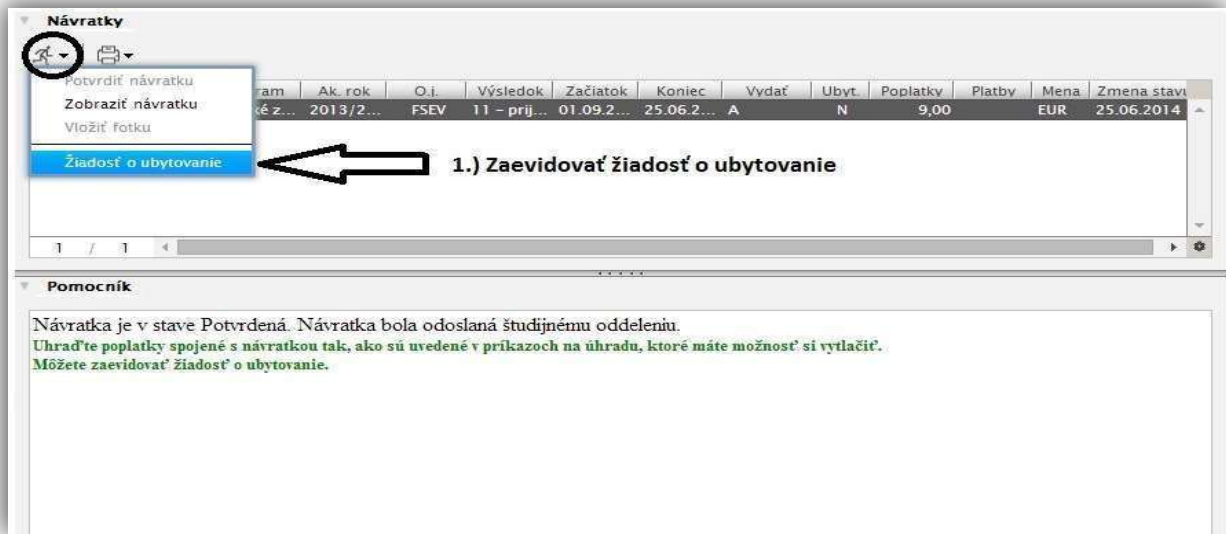 Návratky
Potvrdiť návratku
ram Ak. rok O.j. Výsledok Začiatok Koniec Vydať Ubyt. Poplatky Platby Mena Zmena stavu
Zobraziť návratku
ké z... 2013/2... FSEV 11 – prij... 01.09.2... 25.06.2... A N 9,00 EUR 25.06.2014
Vložiť fotku
Žiadosť o ubytovanie
1.) Zaevidovať žiadosť o ubytovanie
1 / 1
Pomocník
Návratka je v stave Potvrdená. Návratka bola odoslaná študijnému oddeleniu.
Uhraďte poplatky spojené s návratkou tak, ako sú uvedené v príkazoch na úhradu, ktoré máte možnosť si vytlačiť.
Môžete zaevidovať žiadosť o ubytovanie.